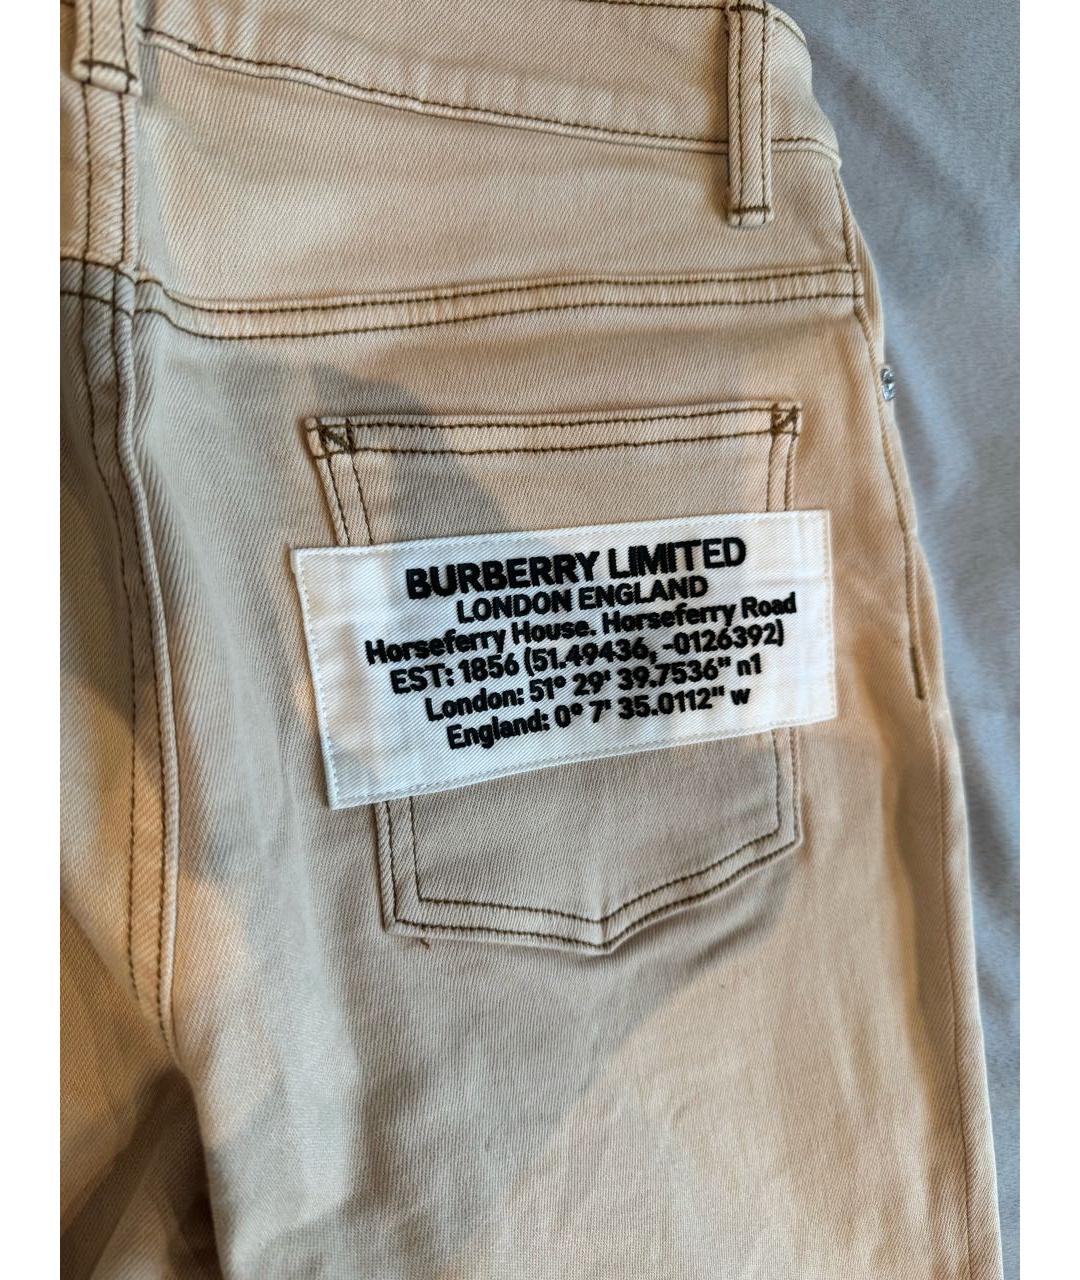 BURBERRY LIMITED
LONDON ENGLAND
Horseferry House. Horseferry Road
EST: 1856 (51.49436, -0126392)
London: 51° 29' 39.7536" n1
England: 0° 7' 35.0112" w